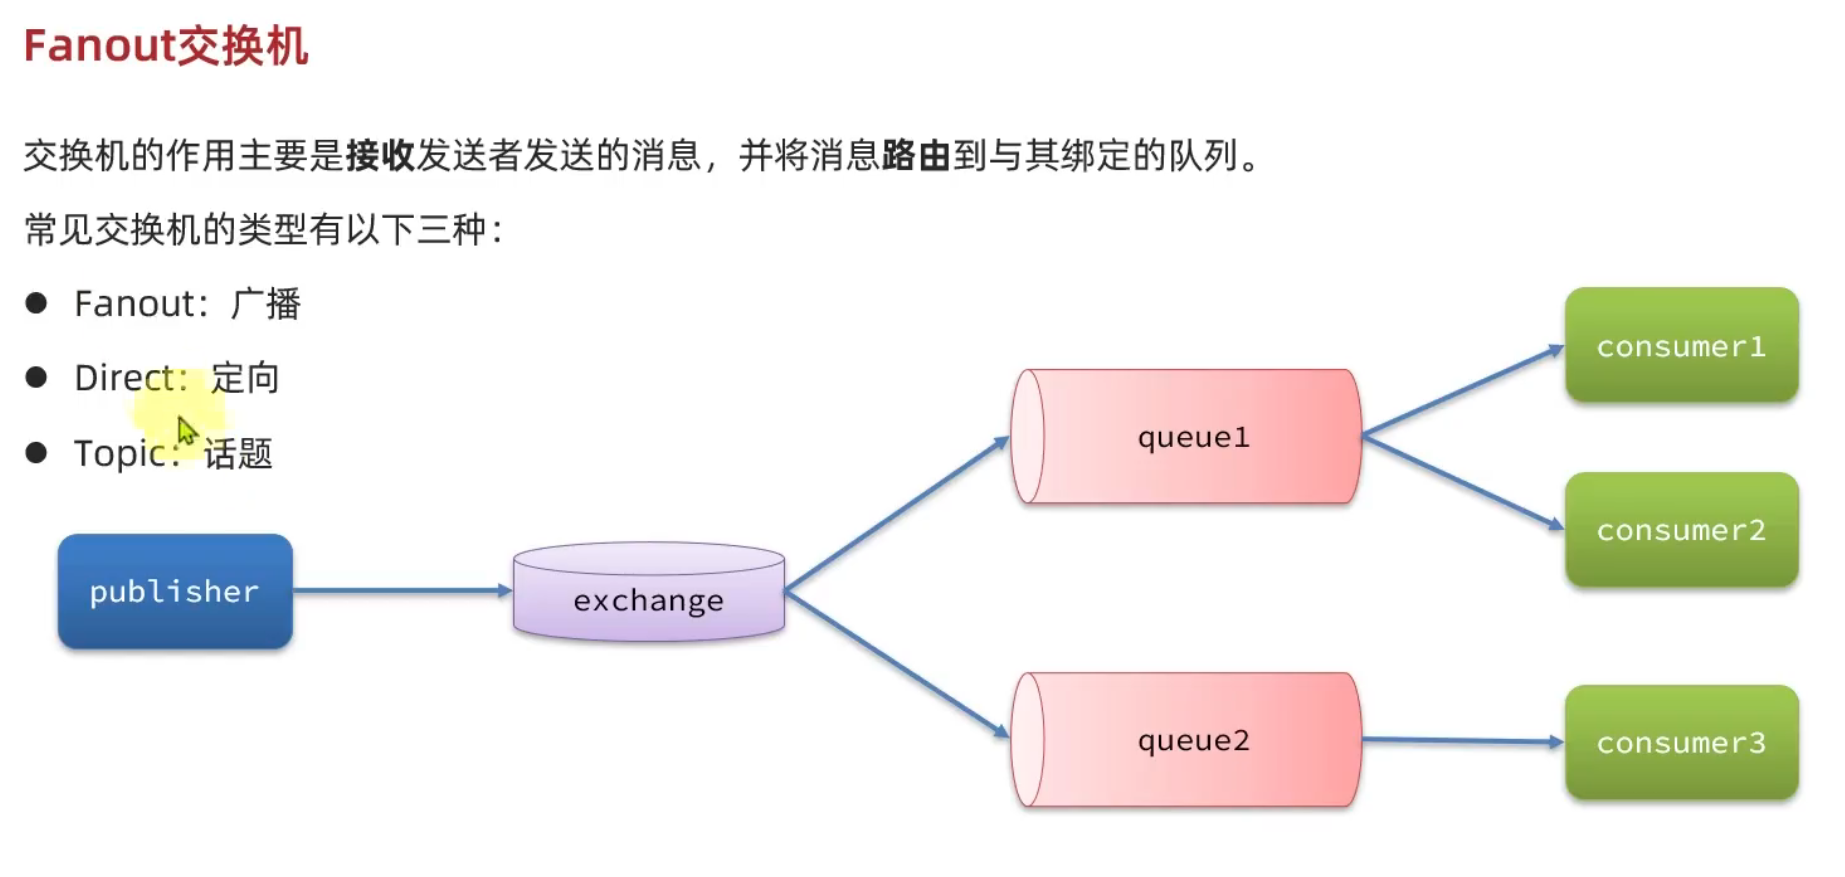 Fanout交换机
交换机的作用主要是接收发送者发送的消息，并将消息路由到与其绑定的队列。
常见交换机的类型有以下三种：
● Fanout：广播
● Direct：定向
● Topic：话题
publisher
exchange
queue1
queue2
consumer1
consumer2
consumer3